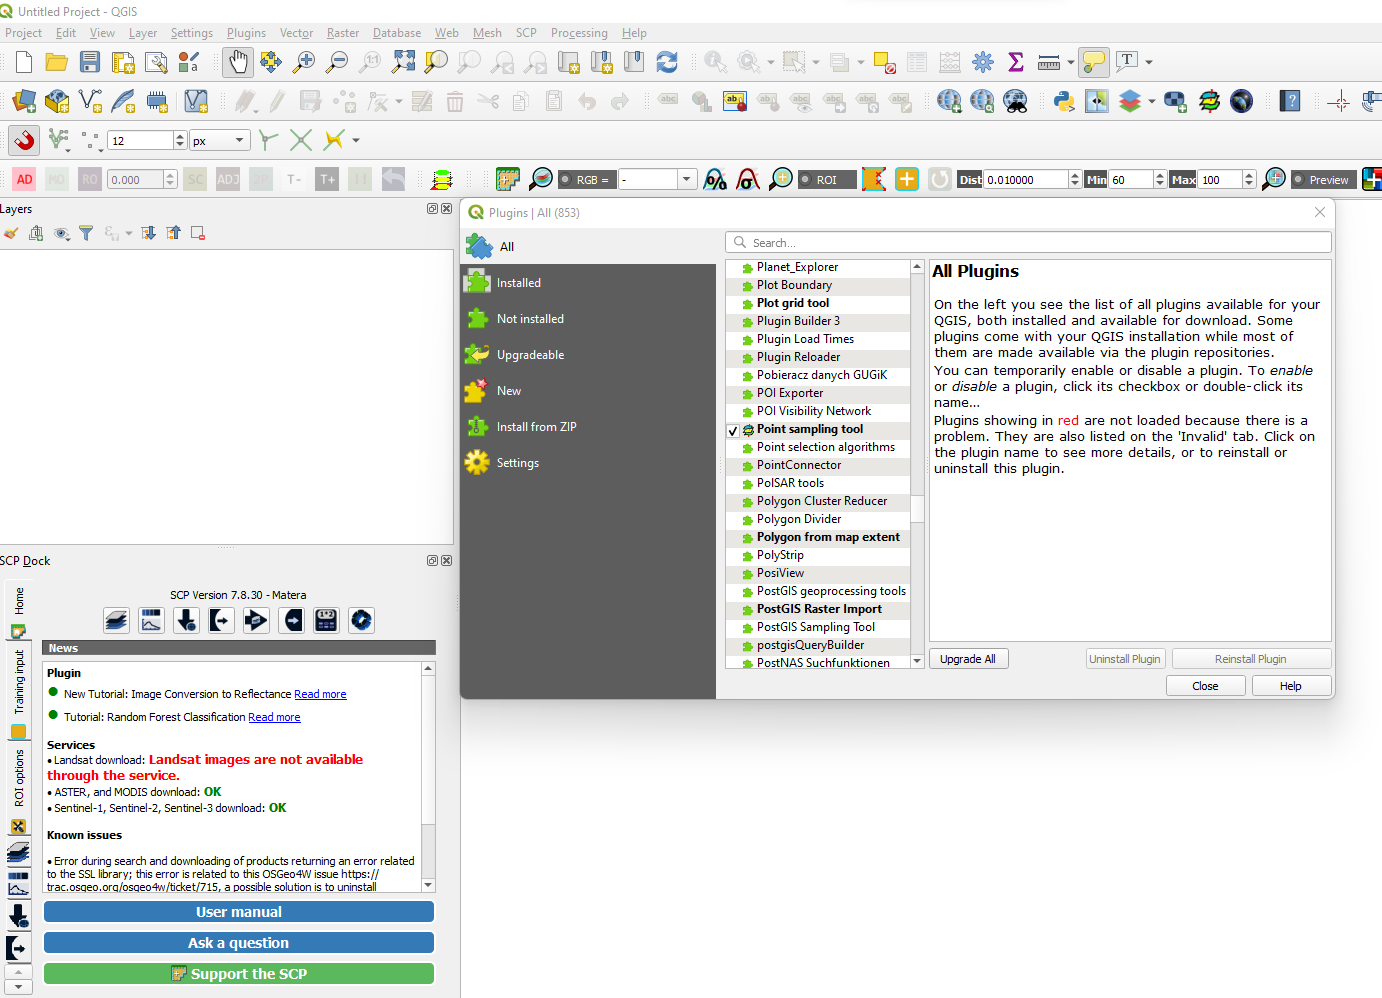 Untitled Project - QGIS
Project Edit View Layer Settings Plugins Vector Raster Database Web Mesh SCP Processing Help
12 px
AD MO RO 0.000 SC ADJ T- T+ RGB = - ROI Dist 0.010000 Min 60 Max 100 Preview
Layers
Plugins | All (853)
All
Installed
Not installed
Upgradeable
New
Install from ZIP
Settings
Search...
Planet_Explorer
Plot Boundary
Plot grid tool
Plugin Builder 3
Plugin Load Times
Plugin Reloader
Pobieracz danych GUGiK
POI Exporter
POI Visibility Network
Point sampling tool
Point selection algorithms
PointConnector
PolSAR tools
Polygon Cluster Reducer
Polygon Divider
Polygon from map extent
PolyStrip
PosiView
PostGIS geoprocessing tools
PostGIS Raster Import
PostGIS Sampling Tool
postgisQueryBuilder
PostNAS Suchfunktionen
All Plugins
On the left you see the list of all plugins available for your
QGIS, both installed and available for download. Some
plugins come with your QGIS installation while most of
them are made available via the plugin repositories.
You can temporarily enable or disable a plugin. To enable
or disable a plugin, click its checkbox or double-click its
name...
Plugins showing in red are not loaded because there is a
problem. They are also listed on the 'Invalid' tab. Click on
the plugin name to see more details, or to reinstall or
uninstall this plugin.
Upgrade All Uninstall Plugin Reinstall Plugin
Close Help
SCP Dock
Home
Training input
ROI options
SCP Version 7.8.30 - Matera
News
Plugin
New Tutorial: Image Conversion to Reflectance Read more
Tutorial: Random Forest Classification Read more
Services
• Landsat download: Landsat images are not available
through the service.
• ASTER, and MODIS download: OK
• Sentinel-1, Sentinel-2, Sentinel-3 download: OK
Known issues
• Error during search and downloading of products returning an error related
to the SSL library; this error is related to this OSGeo4W issue https://
trac.osgeo.org/osgeo4w/ticket/715, a possible solution is to uninstall
User manual
Ask a question
Support the SCP